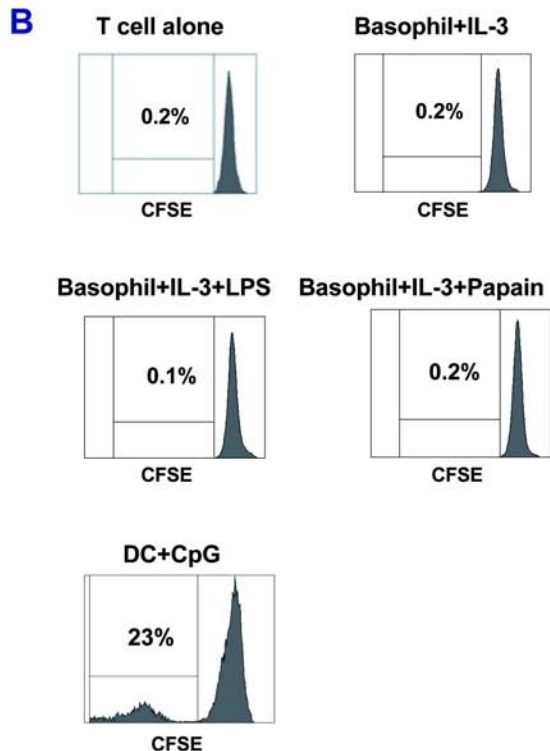 B
T cell alone
Basophil+IL-3
0.2%
0.2%
CFSE
CFSE
Basophil+IL-3+LPS
Basophil+IL-3+Papain
0.1%
0.2%
CFSE
CFSE
DC+CpG
23%
CFSE